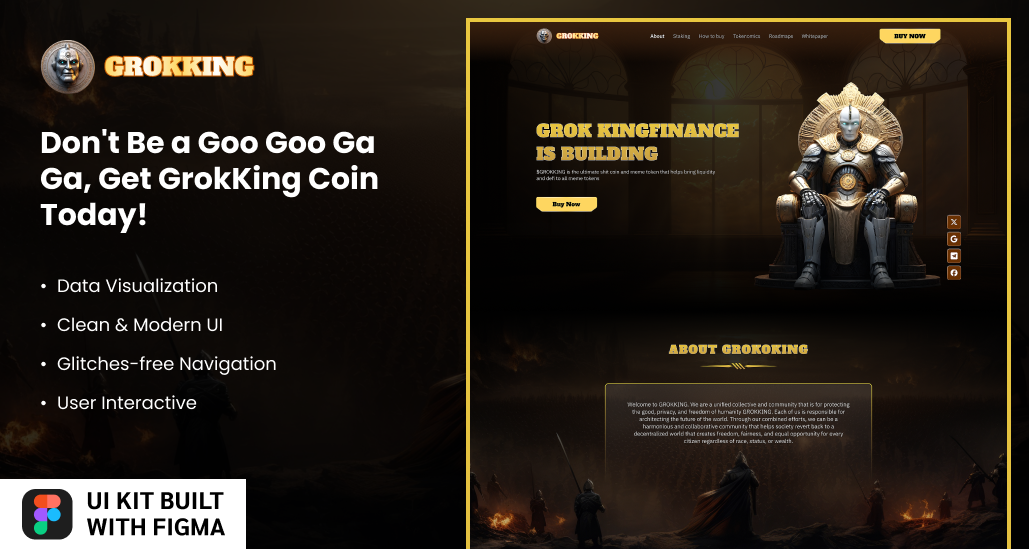 GROKKING
Don't Be a Goo Goo Ga
Ga, Get GrokKing Coin
Today!
• Data Visualization
• Clean & Modern UI
• Glitches-free Navigation
• User Interactive
UI KIT BUILT
WITH FIGMA
GROKKING
About Staking How to buy Tokenomics Roadmaps Whitepaper
BUY NOW
GROK KINGFINANCE
IS BUILDING
$GROKKING is the ultimate shit coin and meme token that helps bring liquidity
and defi to all meme tokens
Buy Now
ABOUT GROKOKING
Welcome to GROKKING. We are a unified collective and community that is for protecting
the good, privacy, and freedom of humanity GROKKING. Each of us is responsible for
architecting the future of the world. Through our combined efforts, we can be a
harmonious and collaborative community that helps society revert back to a
decentralized world that creates freedom, fairness, and equal opportunity for every
citizen regardless of race, status, or wealth.